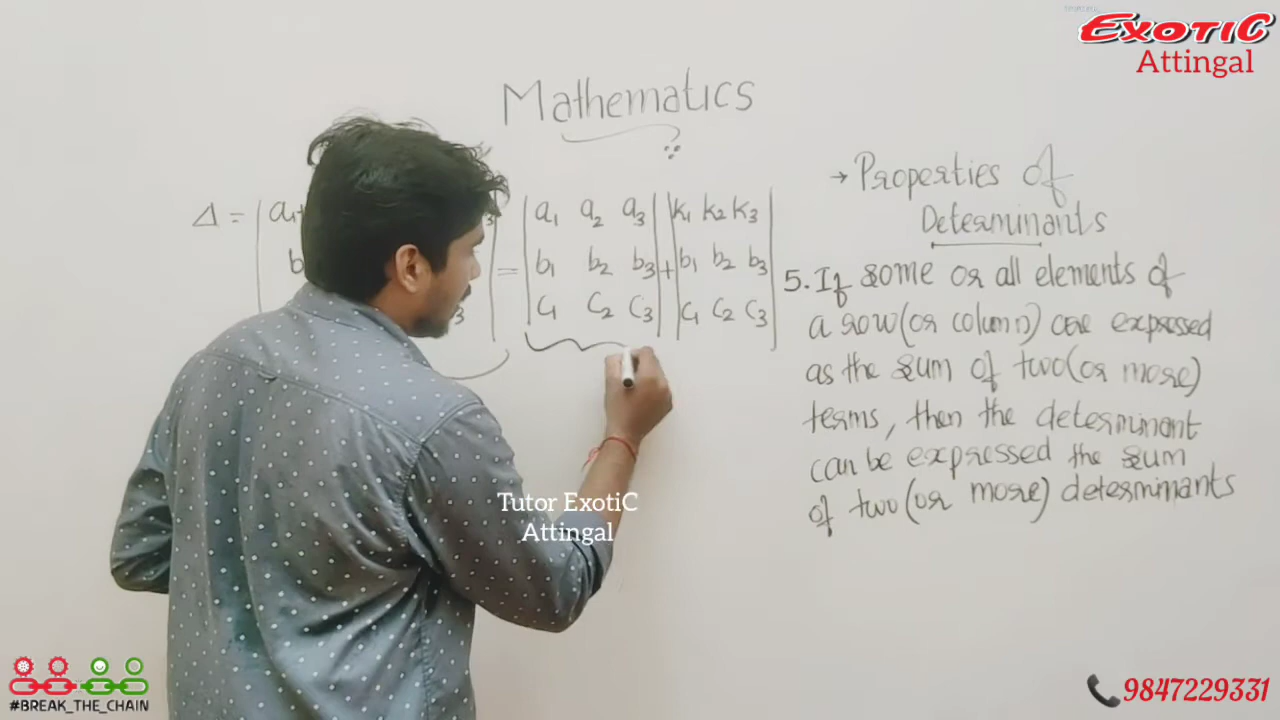 EXOTIC
Attingal
Mathematics
→ Properties of
Determinants
Δ = | a₁+ ₃ | = | a₁ a₂ a₃ | + | k₁ k₂ k₃ |
b | b₁ b₂ b₃ | | b₁ b₂ b₃ |
₃ | c₁ c₂ c₃ | | c₁ c₂ c₃ |
5. If some or all elements of
a row(or column) are expressed
as the sum of two(or more)
terms, then the determinant
can be expressed the sum
of two(or more) determinants
Tutor ExotiC
Attingal
#BREAK_THE_CHAIN
9847229331